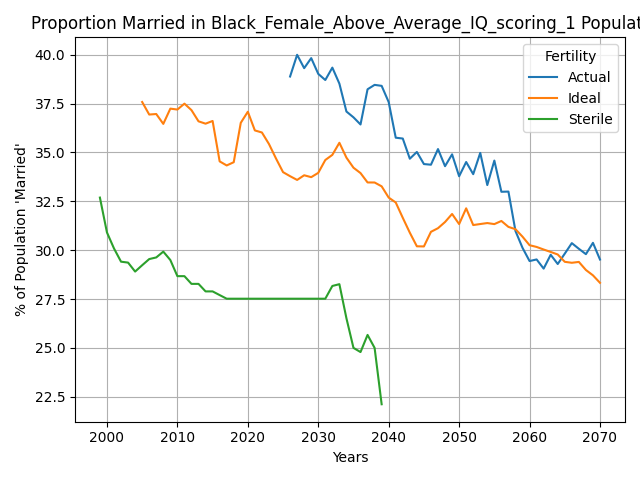 Proportion Married in Black_Female_Above_Average_IQ_scoring_1 Populat
Fertility
Actual
Ideal
Sterile
% of Population 'Married'
40.0
37.5
35.0
32.5
30.0
27.5
25.0
22.5
2000 2010 2020 2030 2040 2050 2060 2070
Years